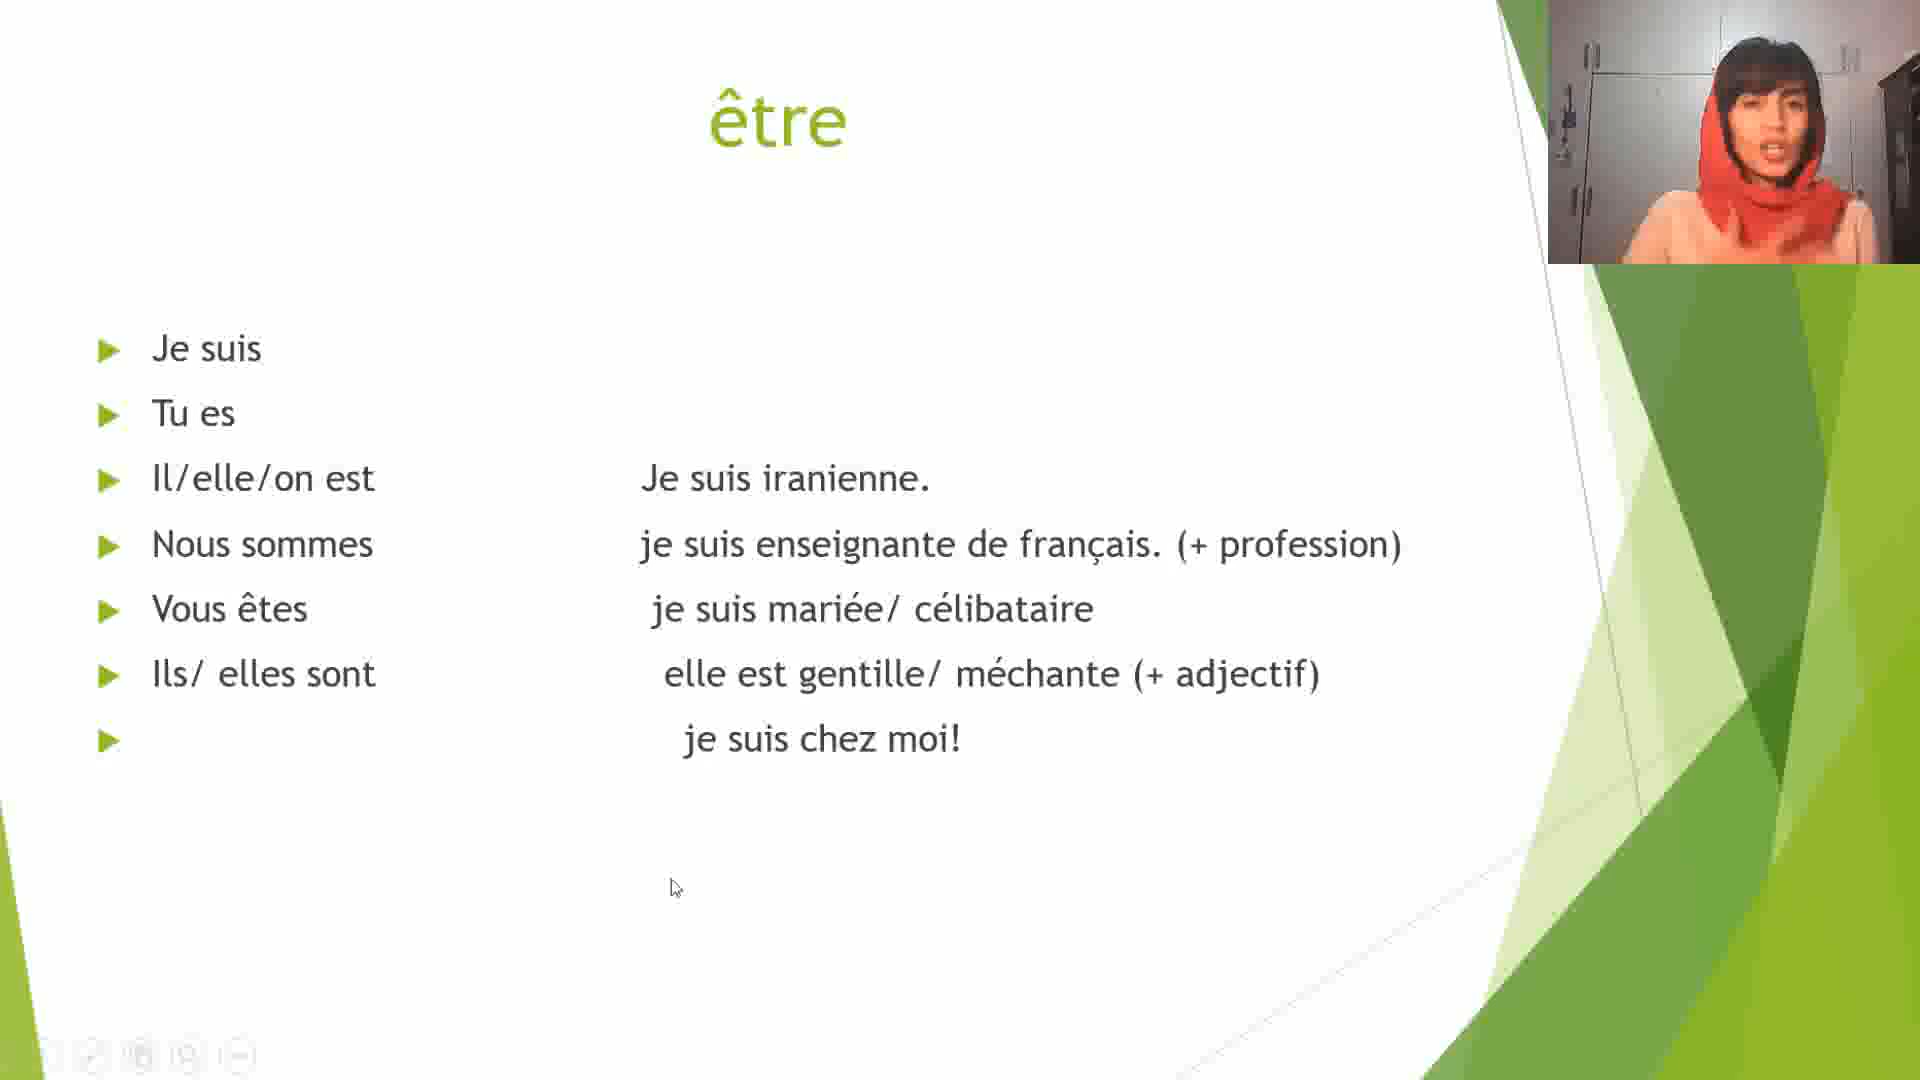 être
Je suis
Tu es
Il/elle/on est
Je suis iranienne.
Nous sommes
je suis enseignante de français. (+ profession)
Vous êtes
je suis mariée/ célibataire
Ils/ elles sont
elle est gentille/ méchante (+ adjectif)
je suis chez moi!